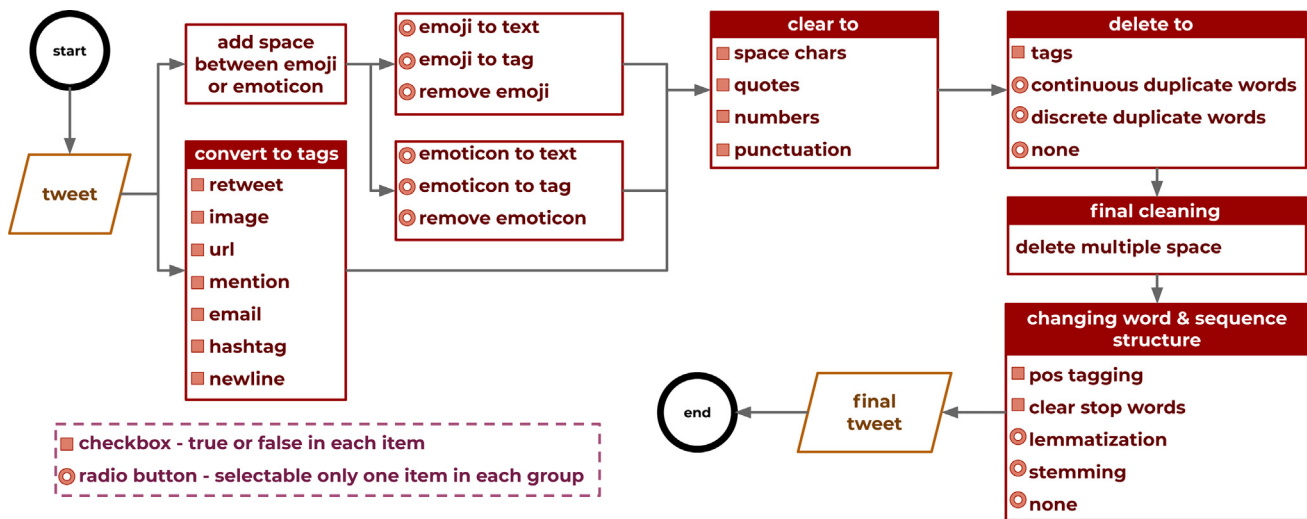 start
tweet
add space
between emoji
or emoticon
convert to tags
retweet
image
url
mention
email
hashtag
newline
emoji to text
emoji to tag
remove emoji
emoticon to text
emoticon to tag
remove emoticon
clear to
space chars
quotes
numbers
punctuation
delete to
tags
continuous duplicate words
discrete duplicate words
none
final cleaning
delete multiple space
changing word & sequence
structure
pos tagging
clear stop words
lemmatization
stemming
none
final
tweet
end
checkbox - true or false in each item
radio button - selectable only one item in each group